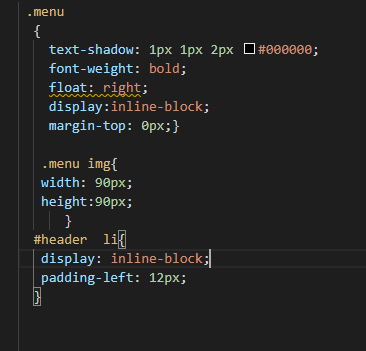 .menu
{
text-shadow: 1px 1px 2px #000000;
font-weight: bold;
float: right;
display:inline-block;
margin-top: 0px;}
.menu img{
width: 90px;
height:90px;
}
#header  li{
display: inline-block;
padding-left: 12px;
}